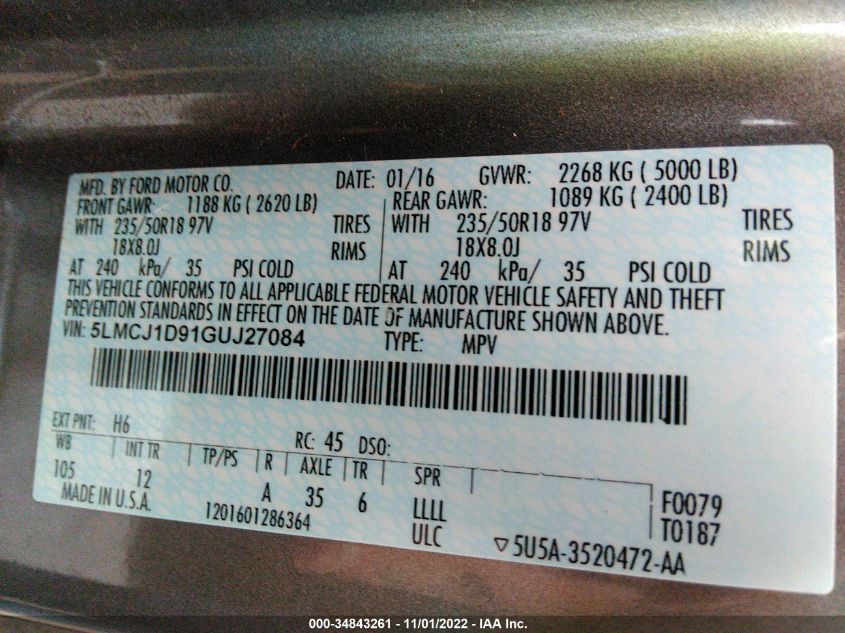 MFD. BY FORD MOTOR CO. DATE: 01/16 GVWR: 2268 KG ( 5000 LB)
FRONT GAWR: 1188 KG ( 2620 LB) REAR GAWR: 1089 KG ( 2400 LB)
WITH 235/50R18 97V TIRES WITH 235/50R18 97V TIRES
18X8.0J RIMS 18X8.0J RIMS
AT 240 kPa/ 35 PSI COLD AT 240 kPa/ 35 PSI COLD
THIS VEHICLE CONFORMS TO ALL APPLICABLE FEDERAL MOTOR VEHICLE SAFETY AND THEFT
PREVENTION STANDARDS IN EFFECT ON THE DATE OF MANUFACTURE SHOWN ABOVE.
VIN: 5LMCJ1D91GUJ27084 TYPE: MPV
EXT PNT: H6 RC: 45 DSO:
WB INT TR TP/PS R AXLE TR SPR
105 12 A 35 6 LLLL F0079
MADE IN U.S.A. 1201601286364 ULC T0187
▽5U5A-3520472-AA
000-34843261 - 11/01/2022 - IAA Inc.